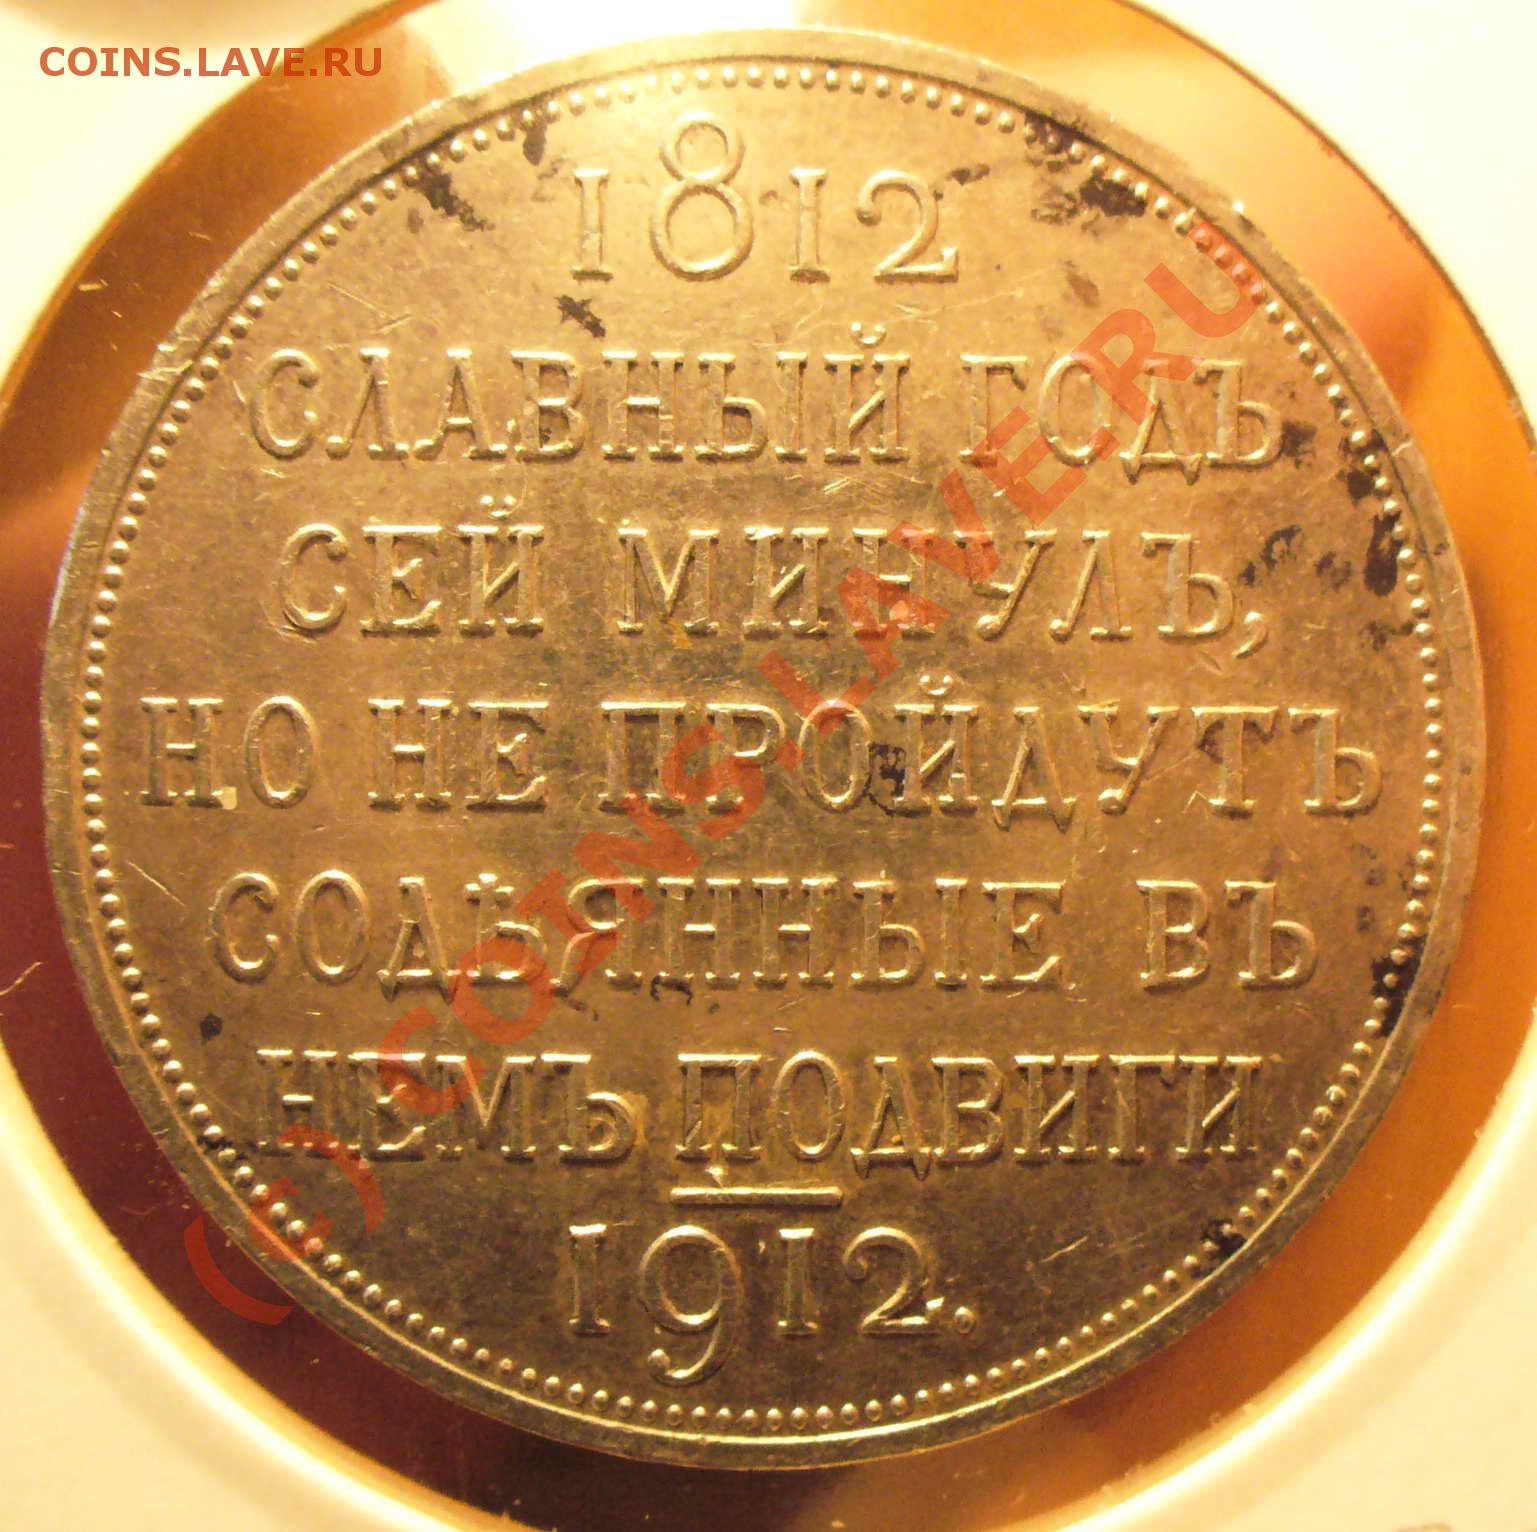 COINS.LAVE.RU
1812
СЛАВНЫЙ ГОДЪ
СЕЙ МИНУЛЪ,
НО НЕ ПРОЙДУТЪ
СОДѢЯННЫЕ ВЪ
НЕМЪ ПОДВИГИ
1912.
(c) COINS.LAVE.RU